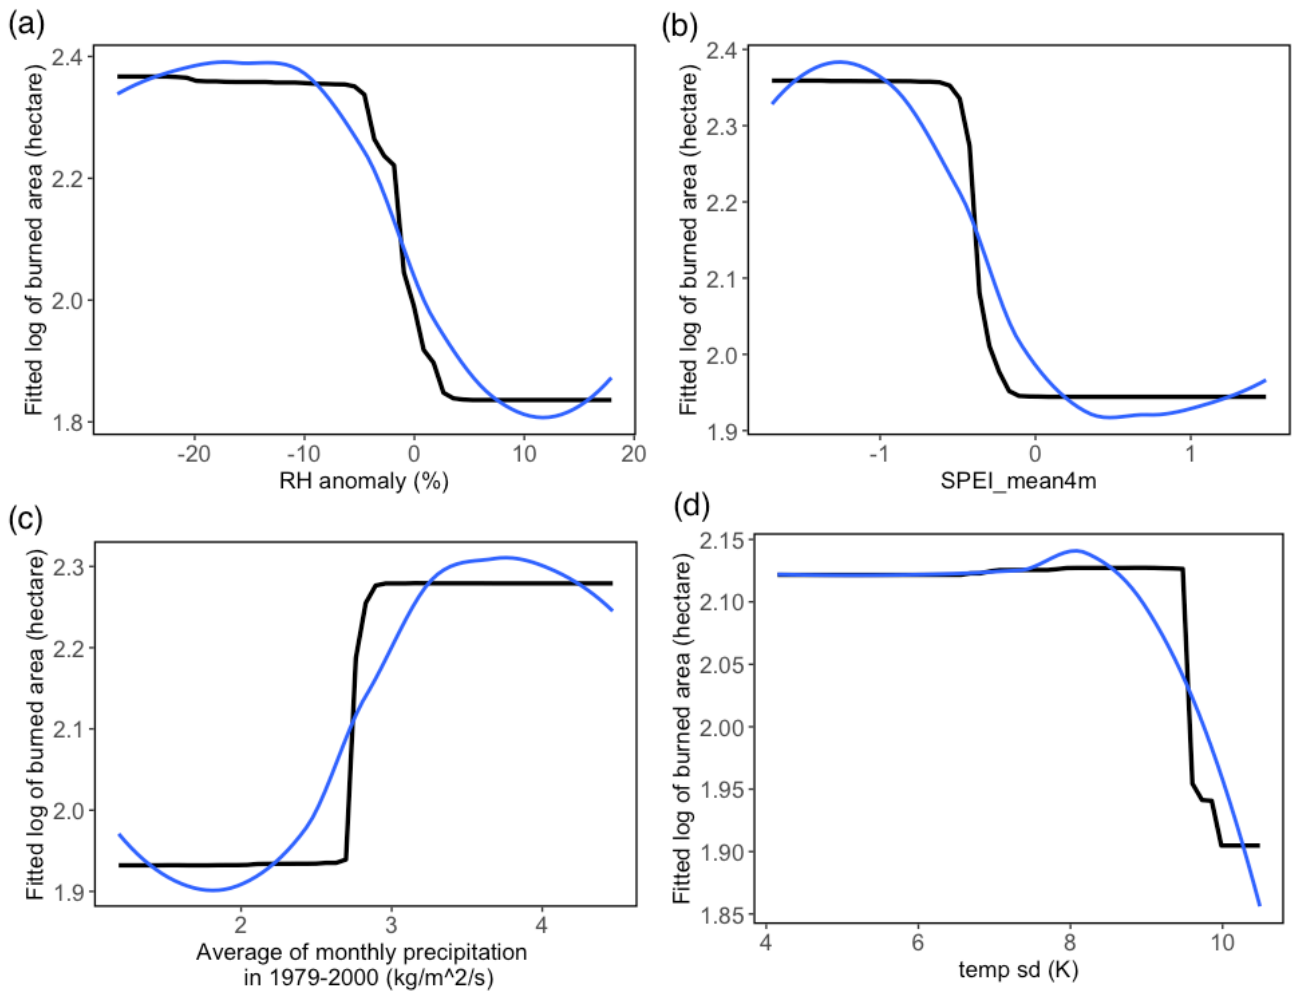 (a)
2.4
2.2
2.0
1.8
Fitted log of burned area (hectare)
-20 -10 0 10 20
RH anomaly (%)
(b)
2.4
2.3
2.2
2.1
2.0
1.9
Fitted log of burned area (hectare)
-1 0 1
SPEI_mean4m
(c)
2.3
2.2
2.1
2.0
1.9
Fitted log of burned area (hectare)
2 3 4
Average of monthly precipitation
in 1979-2000 (kg/m^2/s)
(d)
2.15
2.10
2.05
2.00
1.95
1.90
1.85
Fitted log of burned area (hectare)
4 6 8 10
temp sd (K)